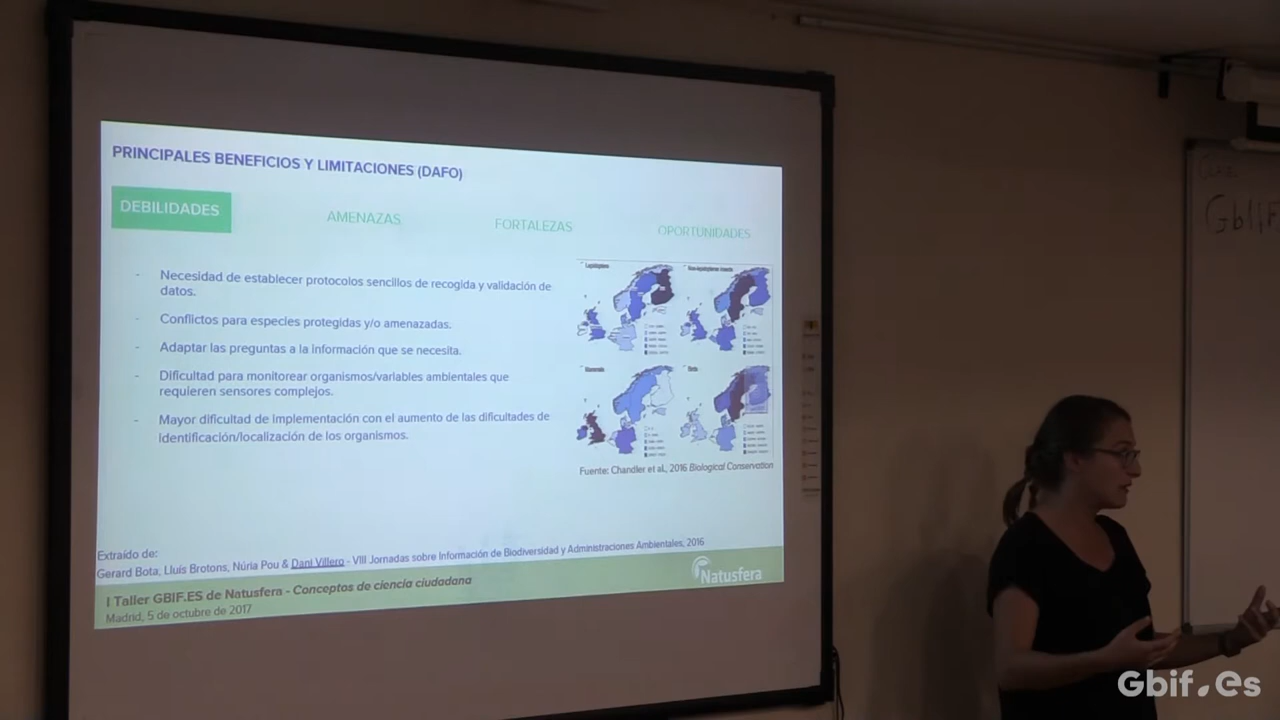 PRINCIPALES BENEFICIOS Y LIMITACIONES (DAFO)
DEBILIDADES
AMENAZAS
FORTALEZAS
OPORTUNIDADES
- Necesidad de establecer protocolos sencillos de recogida y validación de
datos.
- Conflictos para especies protegidas y/o amenazadas.
- Adaptar las preguntas a la información que se necesita.
- Dificultad para monitorear organismos/variables ambientales que
requieren sensores complejos.
- Mayor dificultad de implementación con el aumento de las dificultades de
identificación/localización de los organismos.
Lepidoptera
Non-lepidopteran insects
Birds
Fuente: Chandler et al., 2016 Biological Conservation
Extraído de:
Gerard Bota, Lluís Brotons, Núria Pou & Dani Villero - VIII Jornadas sobre Información de Biodiversidad y Administraciones Ambientales, 2016
I Taller GBIF.ES de Natusfera - Conceptos de ciencia ciudadana
Madrid, 5 de octubre de 2017
Natusfera
Gbif.es